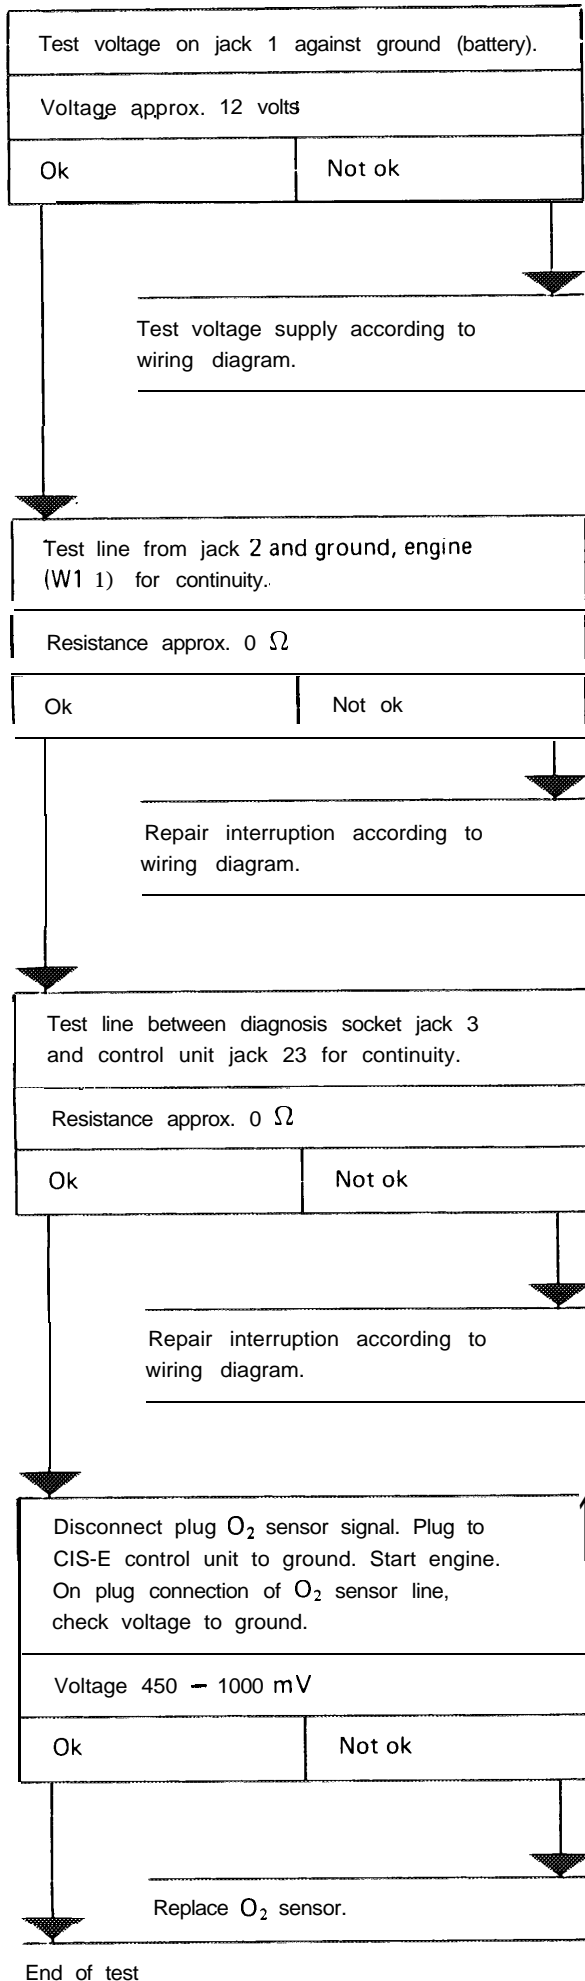 Test voltage on jack 1 against ground (battery).
Voltage approx. 12 volts
Ok
Not ok
Test voltage supply according to
wiring diagram.
Test line from jack 2 and ground, engine
(W1 1) for continuity.
Resistance approx. 0 Ω
Ok
Not ok
Repair interruption according to
wiring diagram.
Test line between diagnosis socket jack 3
and control unit jack 23 for continuity.
Resistance approx. 0 Ω
Ok
Not ok
Repair interruption according to
wiring diagram.
Disconnect plug O₂ sensor signal. Plug to
CIS-E control unit to ground. Start engine.
On plug connection of O₂ sensor line,
check voltage to ground.
Voltage 450 – 1000 mV
Ok
Not ok
Replace O₂ sensor.
End of test